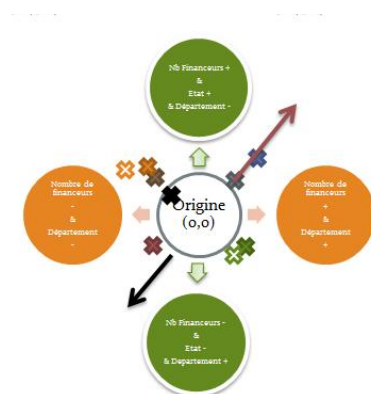 Nb Financeurs +
&
Etat +
& Département -
Nombre de
financeurs
-
&
Département
-
Origine
(0,0)
Nombre de
financeurs
+
&
Département
+
Nb Financeurs -
&
Etat -
& Département +